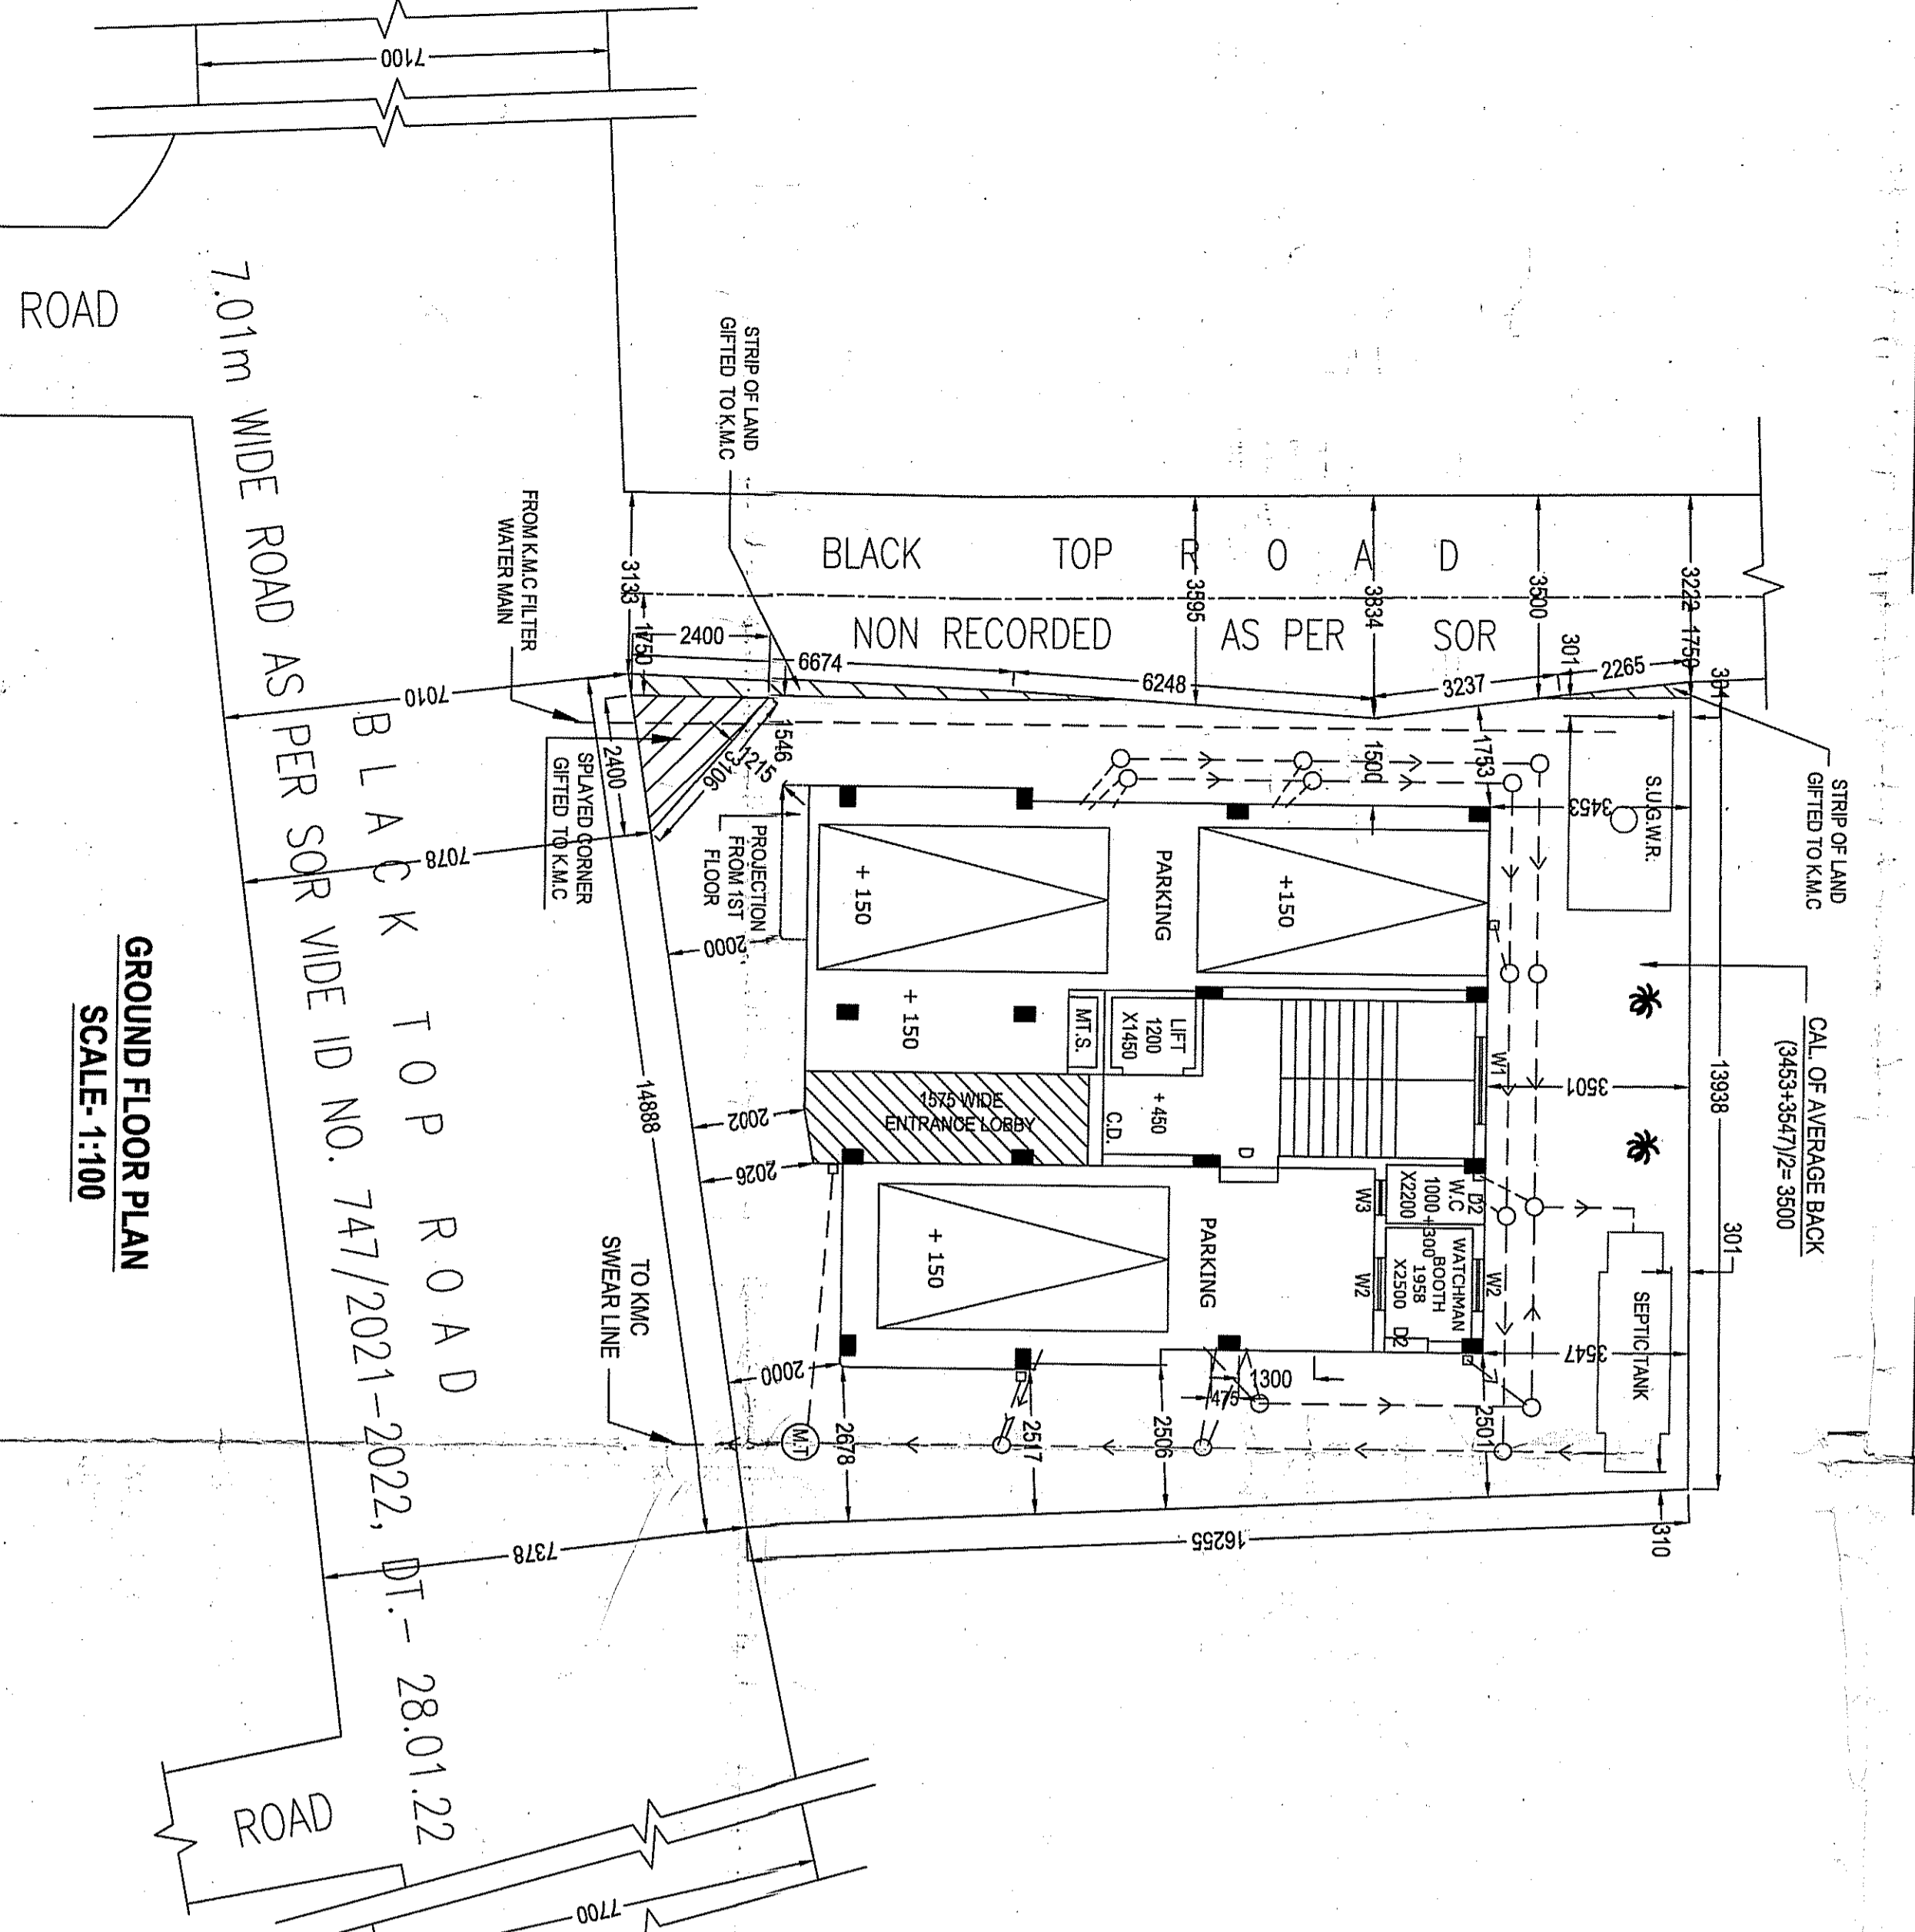 7100
ROAD
7.01m WIDE ROAD AS PER SOR VIDE ID NO. 747/2021-2022, DT.- 28.01.22
BLACK TOP ROAD
ROAD
7700
STRIP OF LAND
GIFTED TO K.M.C
FROM K.M.C FILTER
WATER MAIN
BLACK TOP R O A D
NON RECORDED AS PER SOR
3133
3595
3834
3500
3222
1750
1750
2400
6674
6248
3237
301
2265
301
STRIP OF LAND
GIFTED TO K.M.C
7010
7078
2400
SPLAYED CORNER
GIFTED TO K.M.C
1546
1215
3106
PROJECTION
FROM 1ST
FLOOR
1500
1753
3453
S.U.G.W.R.
+ 150
PARKING
+150
2000
+ 150
MT.S.
LIFT
1200
X1450
W1
3501
13938
CAL. OF AVERAGE BACK
(3453+3547)/2= 3500
14888
2002
1575 WIDE
ENTRANCE LOBBY
+ 450
C.D.
D
2026
W3
W.C
1000
X2200
D2
+300
WATCHMAN
BOOTH
1958
X2500
D2
W2
W2
301
SEPTIC TANK
3547
+ 150
PARKING
TO KMC
SWEAR LINE
2000
M.T
2678
2517
2506
475
1300
2501
7378
16255
310
GROUND FLOOR PLAN
SCALE- 1:100